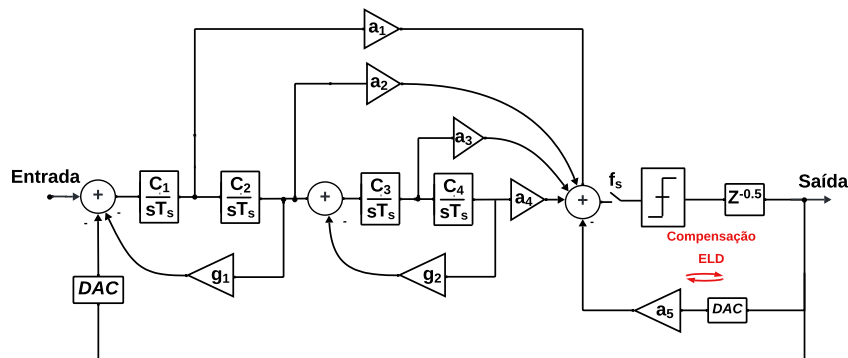 a1
a2
a3
Entrada
+
C1
sTs
C2
sTs
+
C3
sTs
C4
sTs
a4
+
fs
Z-0.5
Saída
-
-
-
-
Compensação
ELD
g1
g2
DAC
a5
DAC